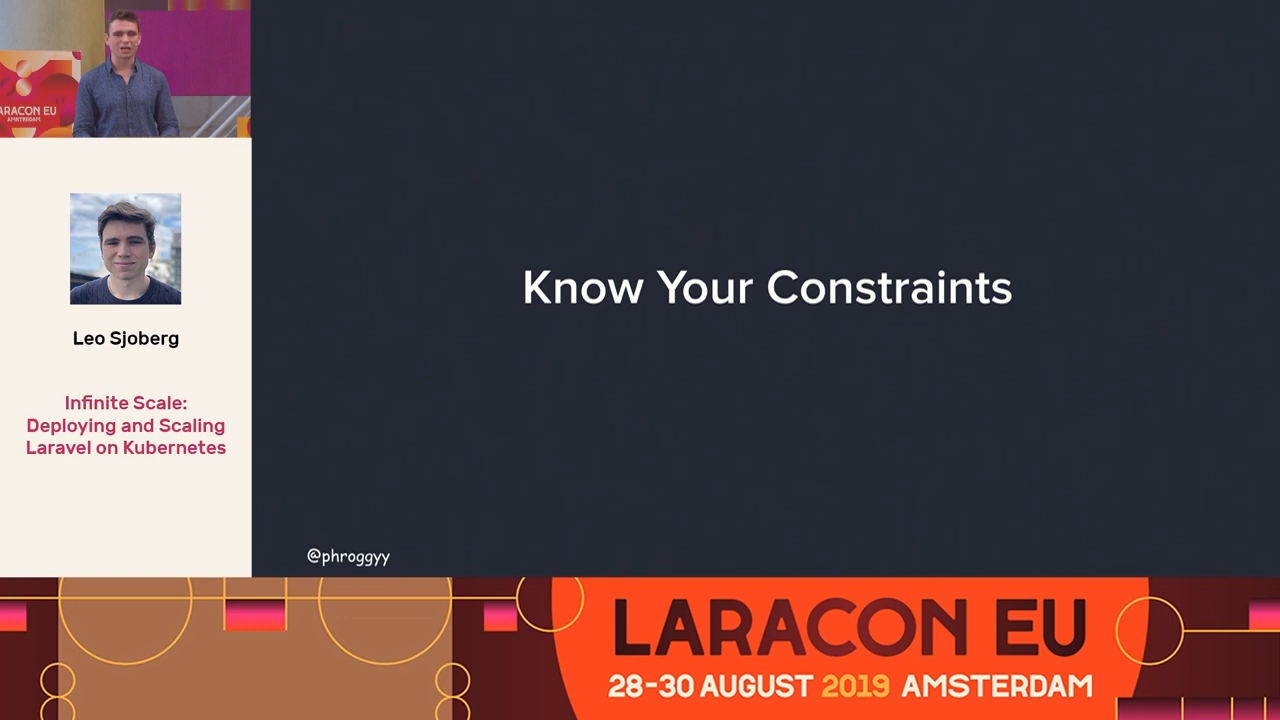 ARACON EU
AMSTERDAM
Leo Sjoberg
Infinite Scale:
Deploying and Scaling
Laravel on Kubernetes
Know Your Constraints
@phroggyy
LARACON EU
28-30 AUGUST 2019 AMSTERDAM